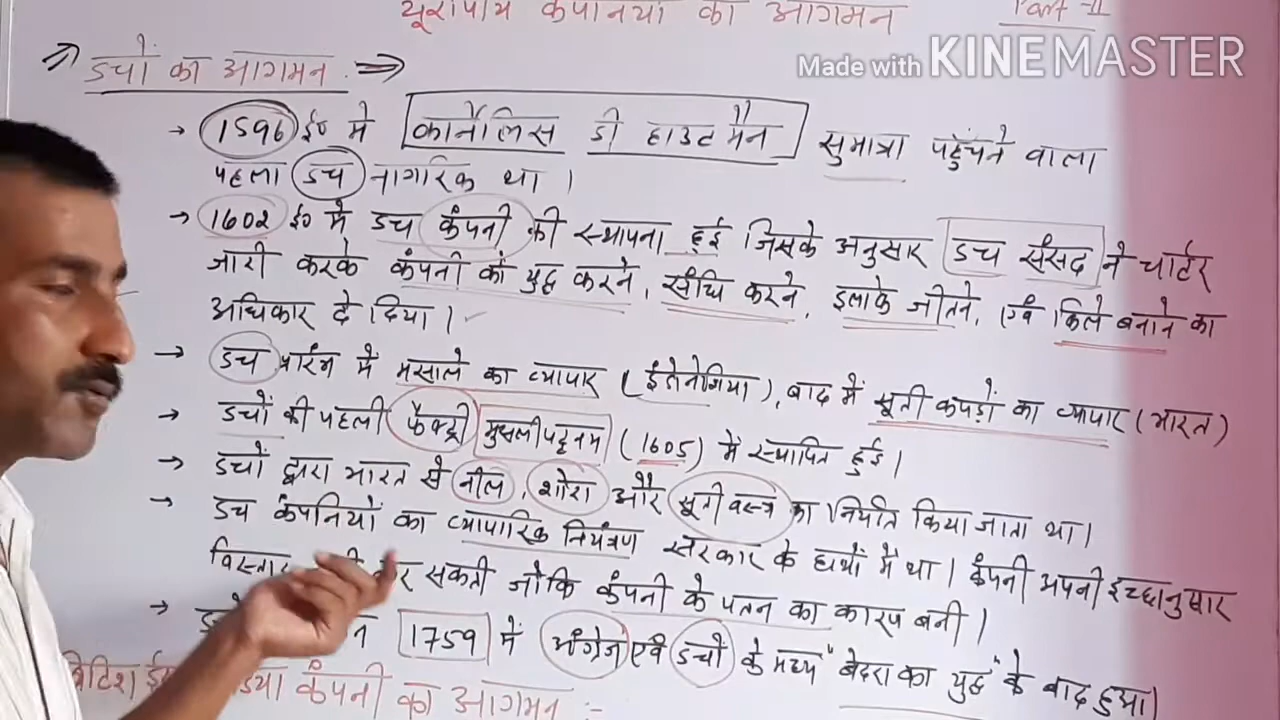 यूरोपीय कंपनियों का आगमन Part-II
Made with KINEMASTER
डचों का आगमन
→ 1596 ई० में कार्नेलिस डी हाउटमैन सुमात्रा पहुंचने वाला
पहला डच नागरिक था ।
→ 1602 ई० में डच कंपनी की स्थापना हुई जिसके अनुसार डच संसद ने चार्टर
जारी करके कंपनी को युद्ध करने, संधि करने, इलाके जीतने, एवं किले बनाने का
अधिकार दे दिया ।
→ डच प्रारंभ में मसाले का व्यापार (इंडोनेशिया), बाद में सूती कपड़ों का व्यापार (भारत)
→ डचों की पहली फैक्ट्री मुसलीपट्टनम (1605) में स्थापित हुई ।
→ डचों द्वारा भारत से नील, शोरा और सूती वस्त्र का निर्यात किया जाता था ।
→ डच कंपनियों का व्यापारिक नियंत्रण सरकार के हाथों में था । कंपनी अपनी इच्छानुसार
विस्तार कर सकती जोकि कंपनी के पतन का कारण बनी ।
→ 1759 में अंग्रेज एवं डचों के मध्य "बेदरा का युद्ध" के बाद हुआ ।
ब्रिटिश कंपनी का आगमन :-